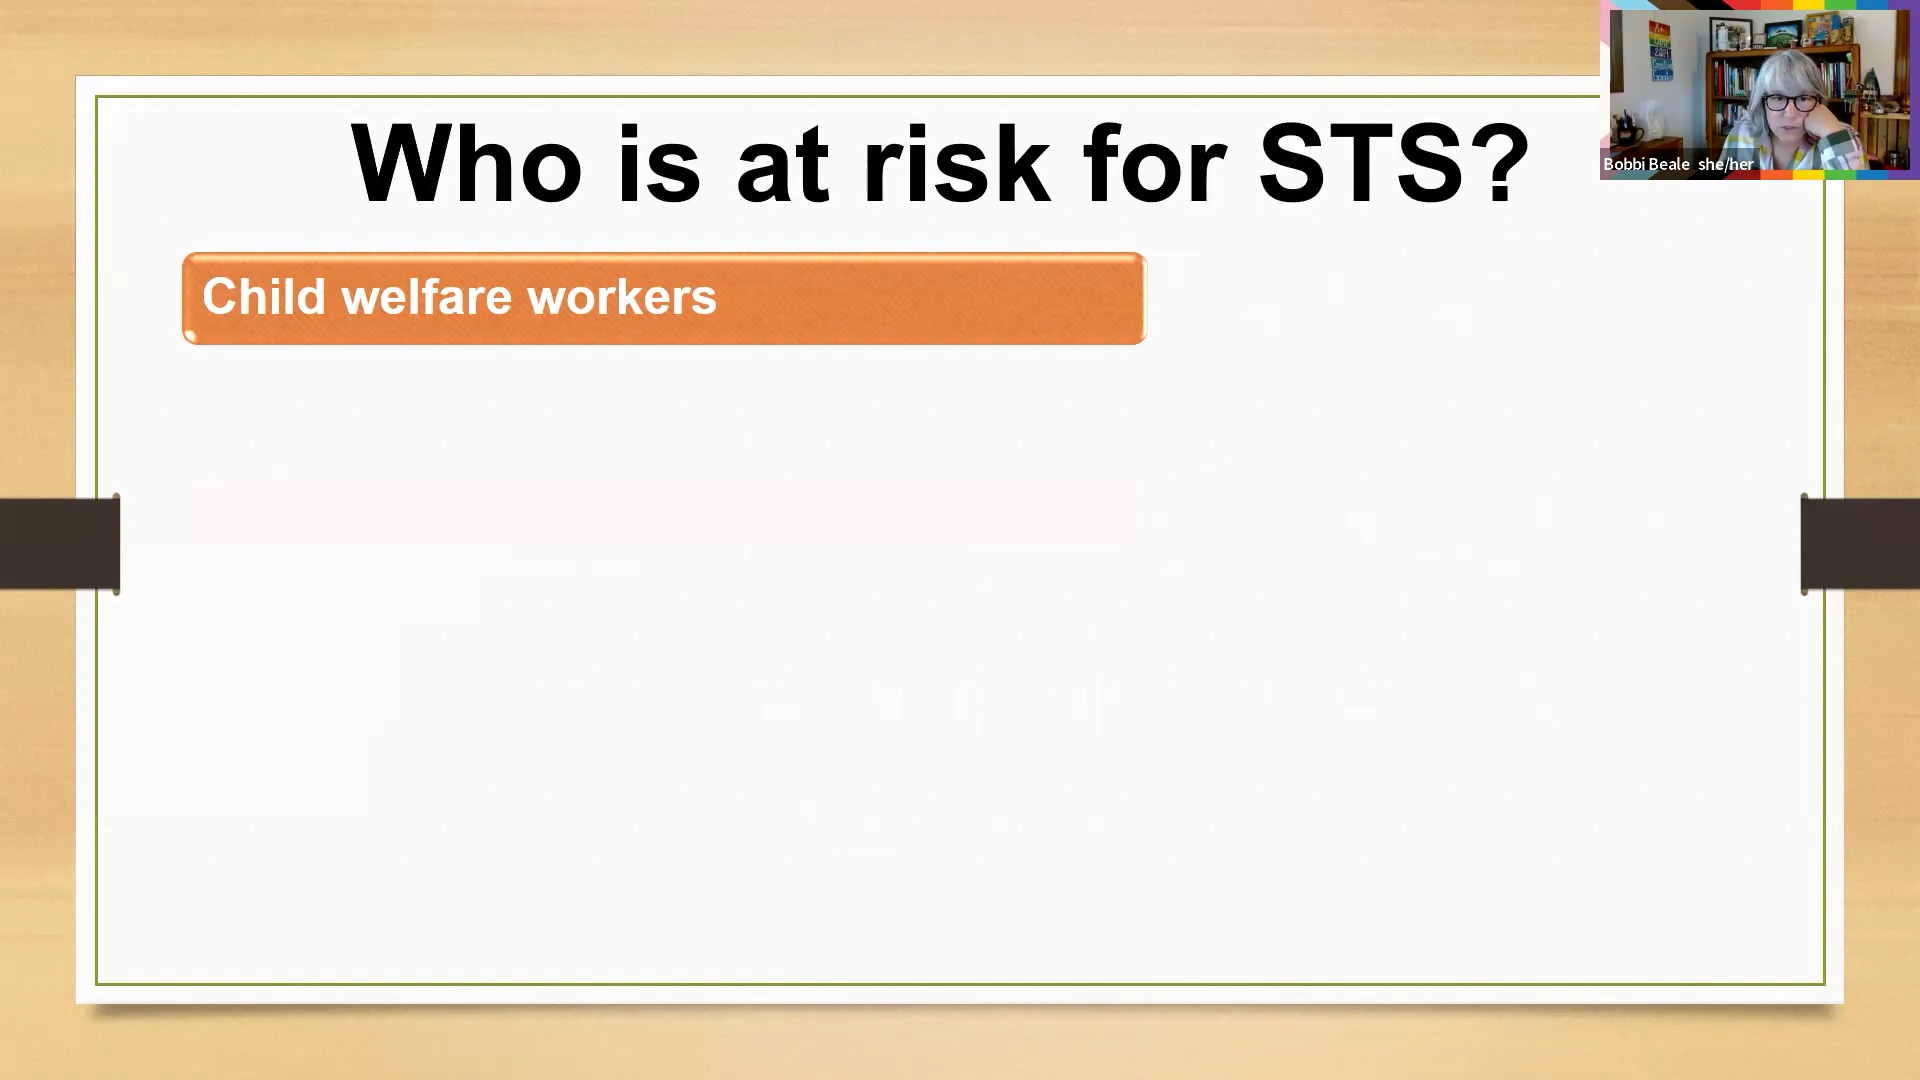 Who is at risk for STS?
Child welfare workers
Bobbi Beale she/her